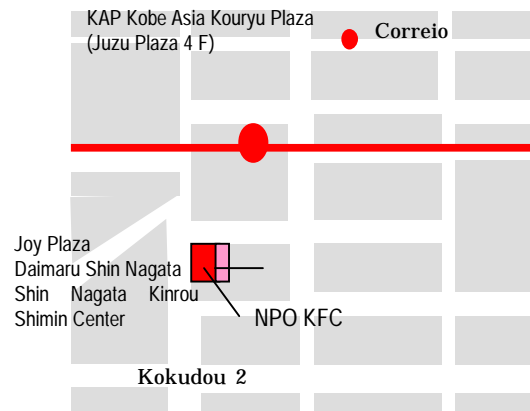 KAP Kobe Asia Kouryu Plaza
(Juzu Plaza 4 F)
Correio
Joy Plaza
Daimaru Shin Nagata
Shin Nagata Kinrou
Shimin Center
NPO KFC
Kokudou 2